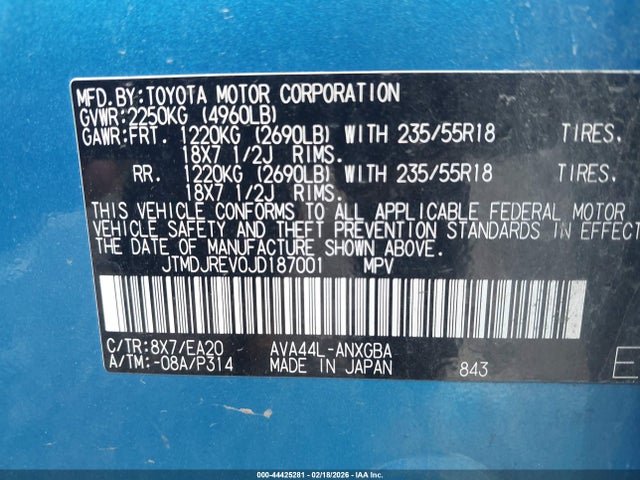 MFD.BY:TOYOTA MOTOR CORPORATION
GVWR:2250KG (4960LB)
GAWR:FRT. 1220KG (2690LB) WITH 235/55R18 TIRES,
18X7 1/2J RIMS.
RR. 1220KG (2690LB) WITH 235/55R18 TIRES,
18X7 1/2J RIMS.
THIS VEHICLE CONFORMS TO ALL APPLICABLE FEDERAL MOTOR
VEHICLE SAFETY AND THEFT PREVENTION STANDARDS IN EFFECT
THE DATE OF MANUFACTURE SHOWN ABOVE.
JTMDJREV0JD187001 MPV
C/TR:8X7/EA20 AVA44L-ANXGBA
A/TM:-08A/P314 MADE IN JAPAN 843
E
000-44425281 - 02/18/2026 - IAA Inc.